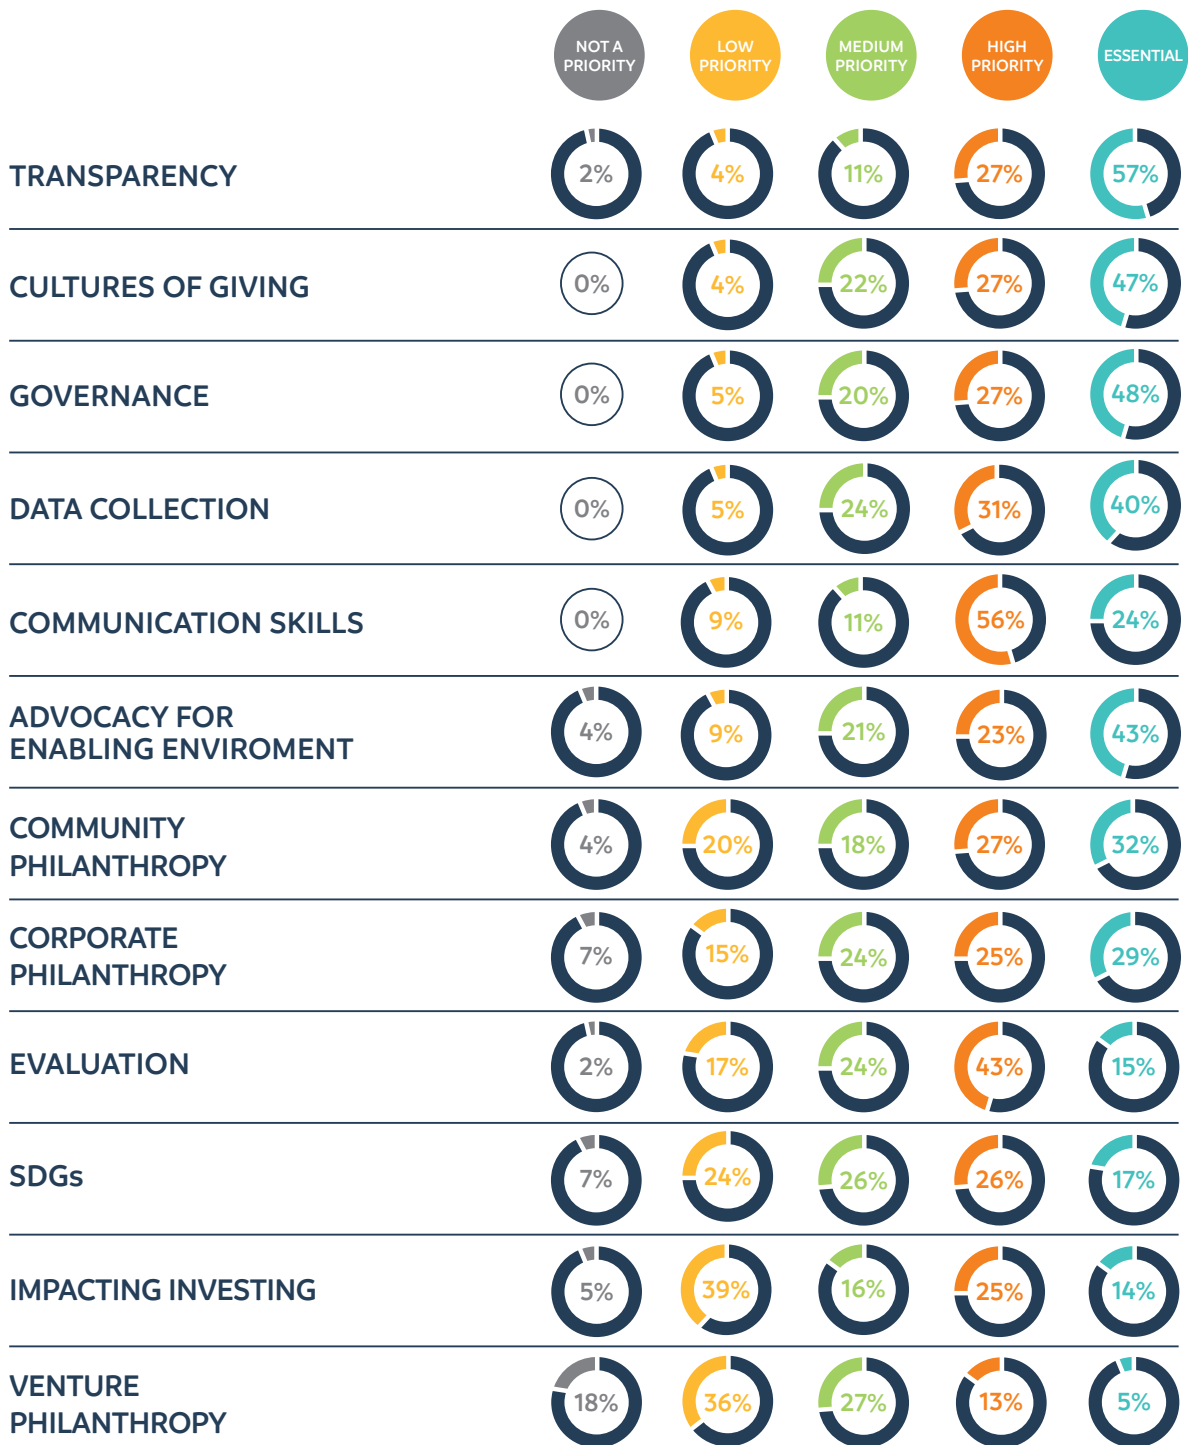 NOT A
PRIORITY
LOW
PRIORITY
MEDIUM
PRIORITY
HIGH
PRIORITY
ESSENTIAL
TRANSPARENCY
2%
4%
11%
27%
57%
CULTURES OF GIVING
0%
4%
22%
27%
47%
GOVERNANCE
0%
5%
20%
27%
48%
DATA COLLECTION
0%
5%
24%
31%
40%
COMMUNICATION SKILLS
0%
9%
11%
56%
24%
ADVOCACY FOR
ENABLING ENVIROMENT
4%
9%
21%
23%
43%
COMMUNITY
PHILANTHROPY
4%
20%
18%
27%
32%
CORPORATE
PHILANTHROPY
7%
15%
24%
25%
29%
EVALUATION
2%
17%
24%
43%
15%
SDGs
7%
24%
26%
26%
17%
IMPACTING INVESTING
5%
39%
16%
25%
14%
VENTURE
PHILANTHROPY
18%
36%
27%
13%
5%